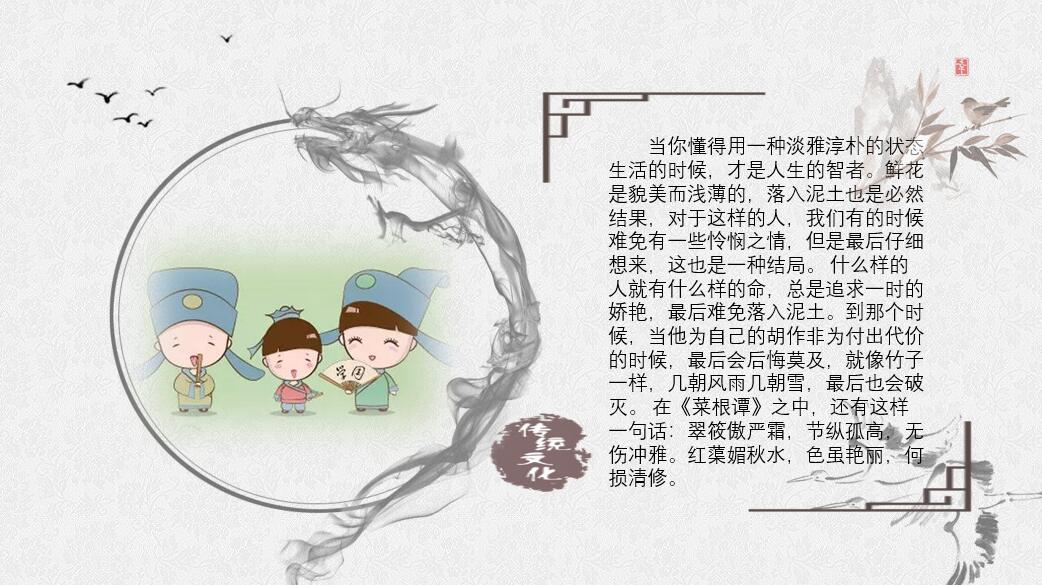 当你懂得用一种淡雅淳朴的状态
生活的时候，才是人生的智者。鲜花
是貌美而浅薄的，落入泥土也是必然
结果，对于这样的人，我们有的时候
难免有一些怜悯之情，但是最后仔细
想来，这也是一种结局。 什么样的
人就有什么样的命，总是追求一时的
娇艳，最后难免落入泥土。到那个时
候，当他为自己的胡作非为付出代价
的时候，最后会后悔莫及，就像竹子
一样，几朝风雨几朝雪，最后也会破
灭。 在《菜根谭》之中，还有这样
一句话：翠筱傲严霜，节纵孤高，无
伤冲雅。红蕖媚秋水，色虽艳丽，何
损清修。
传统
文化